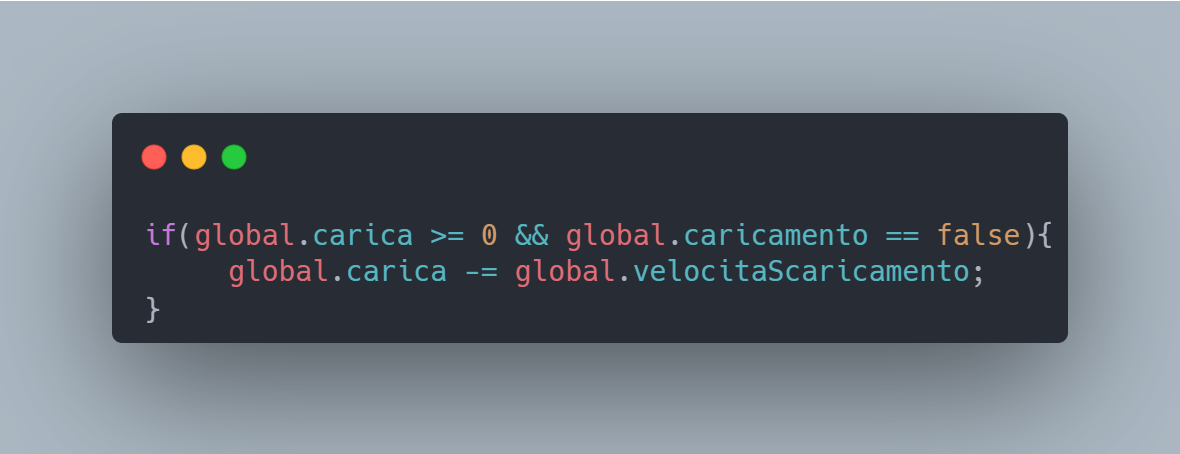 if(global.carica >= 0 && global.caricamento == false){
     global.carica -= global.velocitaScaricamento;
}